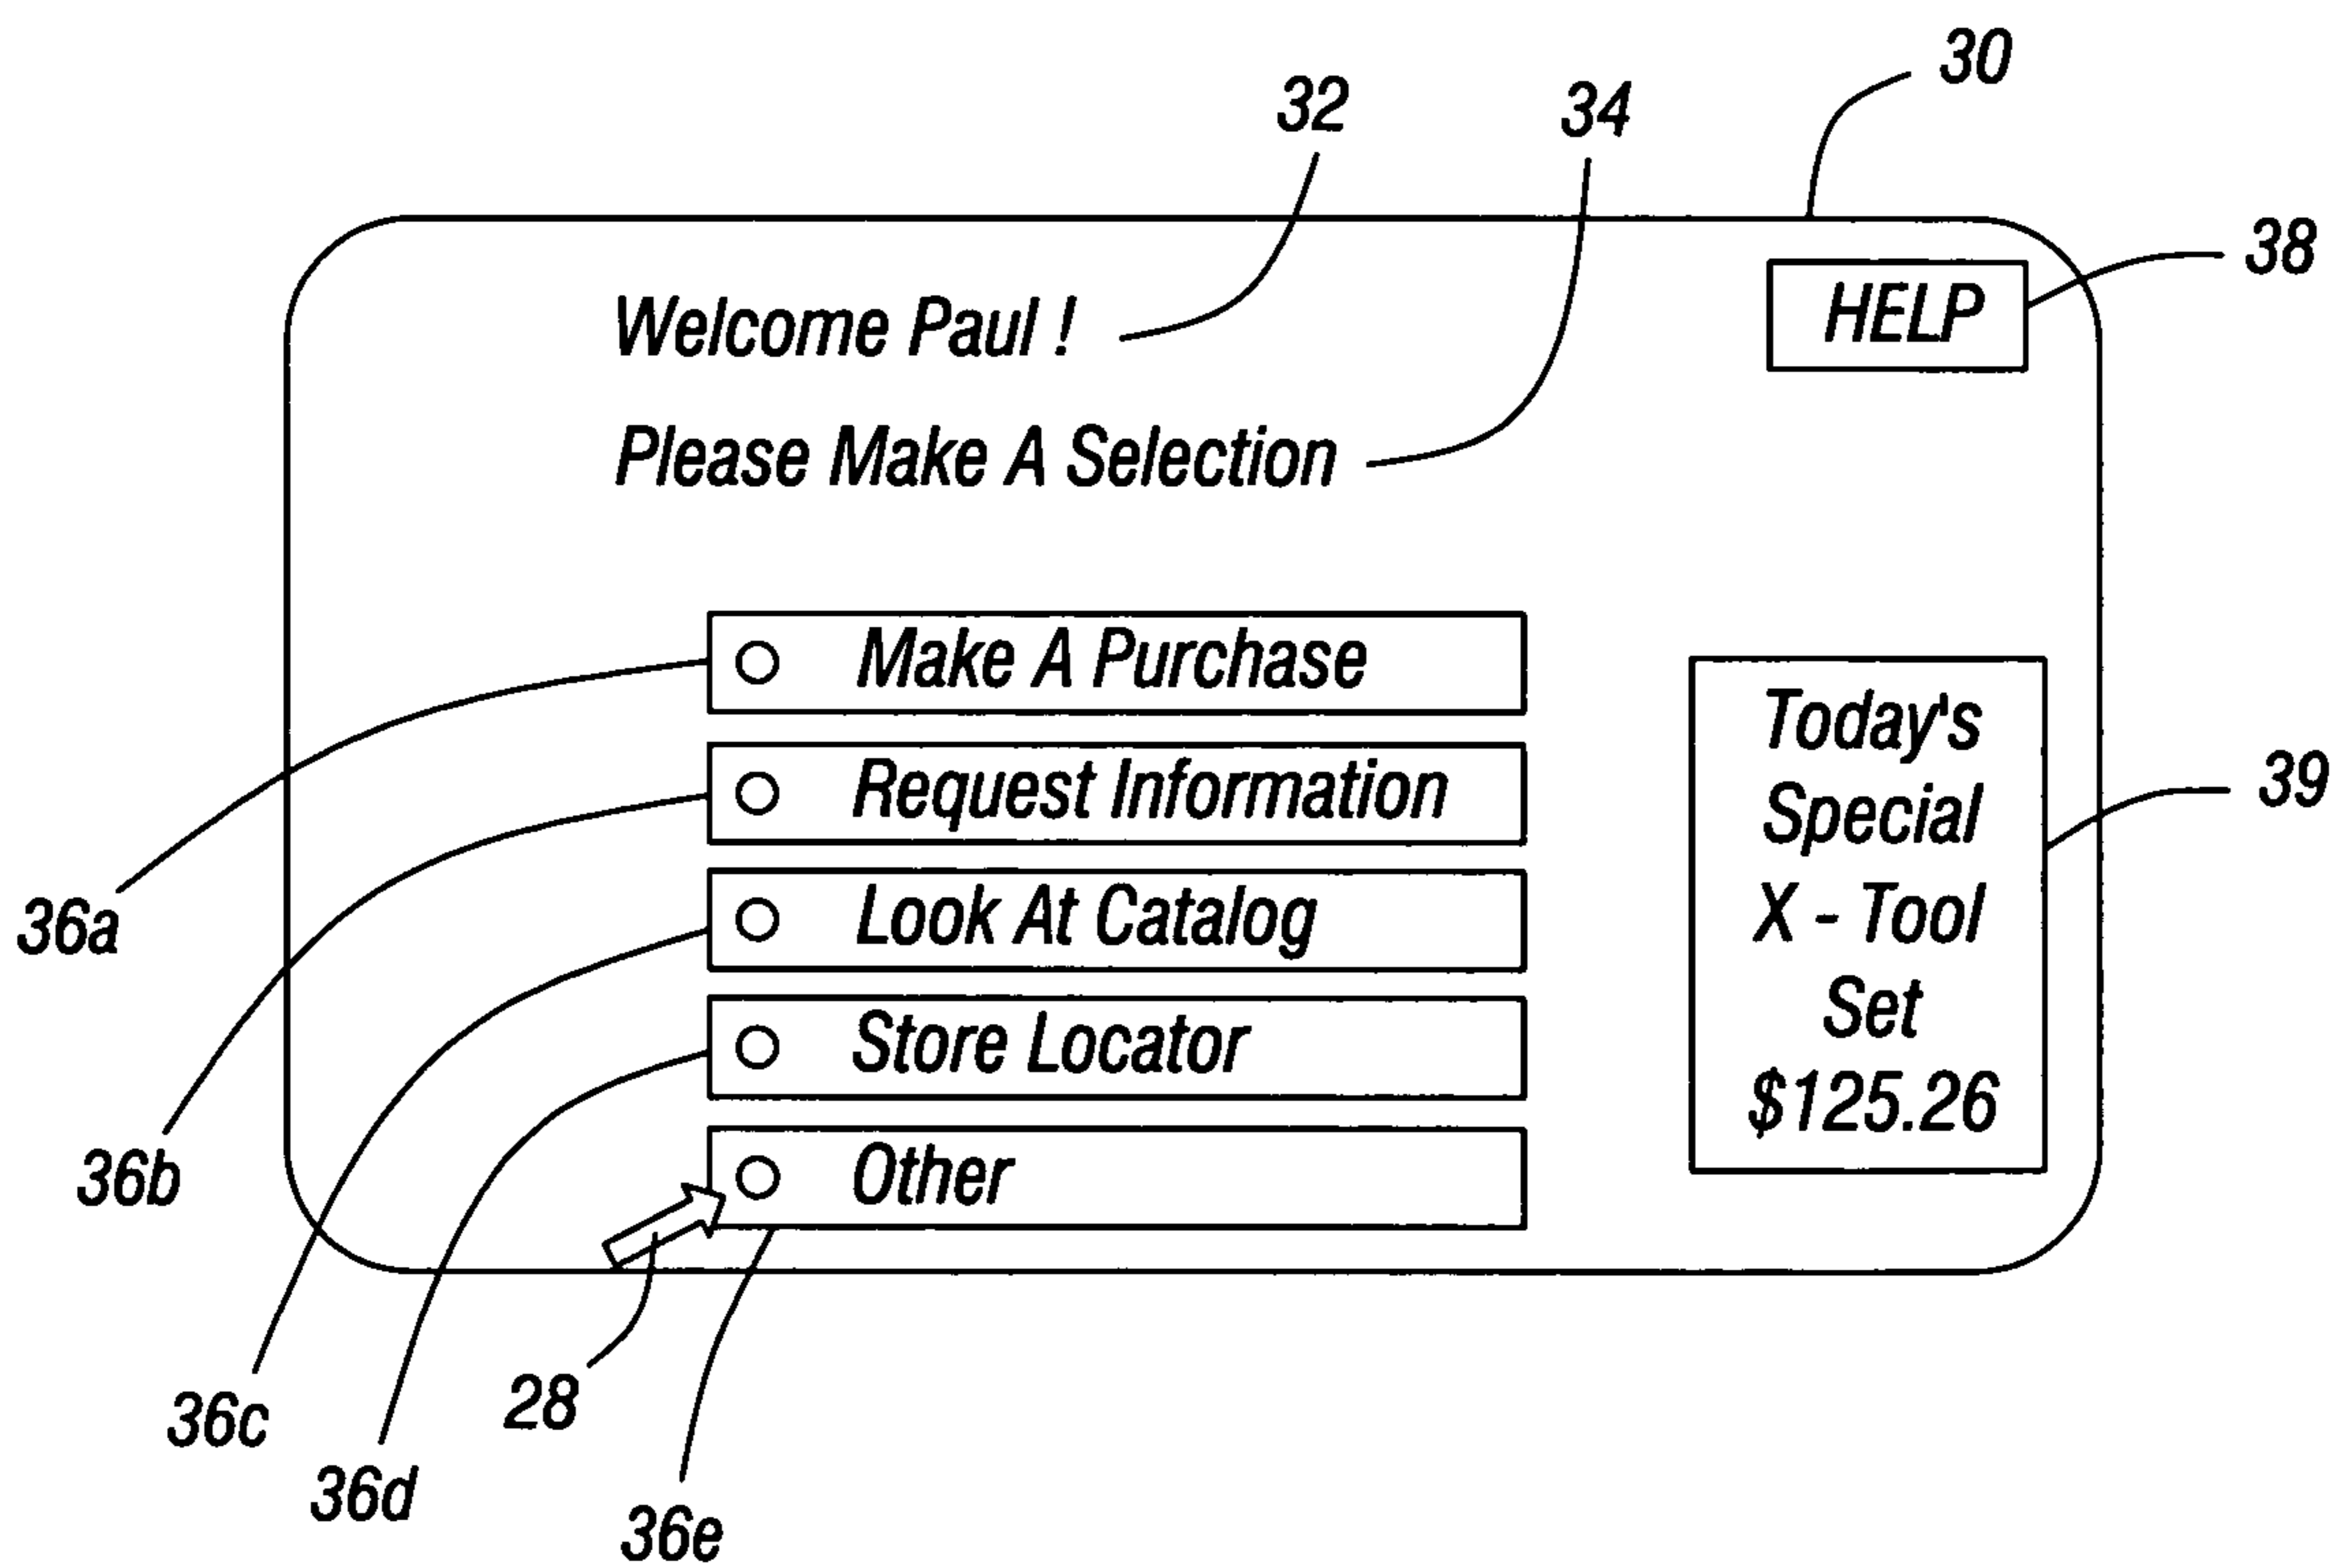 30
32
34
38
Welcome Paul !
HELP
Please Make A Selection
Make A Purchase
Request Information
Look At Catalog
Store Locator
Other
Today's
Special
X - Tool
Set
$125.26
39
36a
36b
36c
28
36d
36e